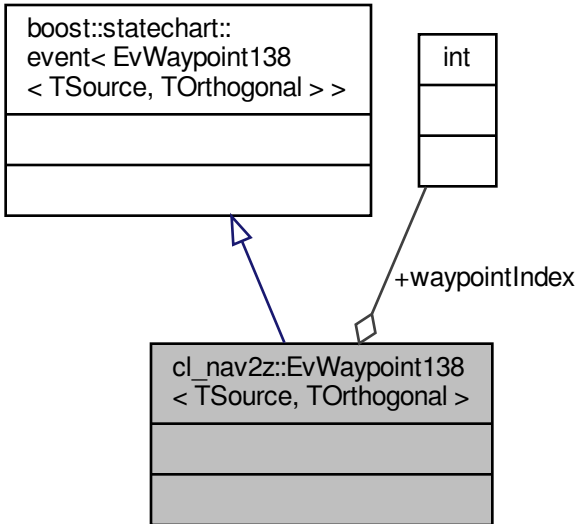 boost::statechart::
event< EvWaypoint138
< TSource, TOrthogonal > >
int
+waypointIndex
cl_nav2z::EvWaypoint138
< TSource, TOrthogonal >